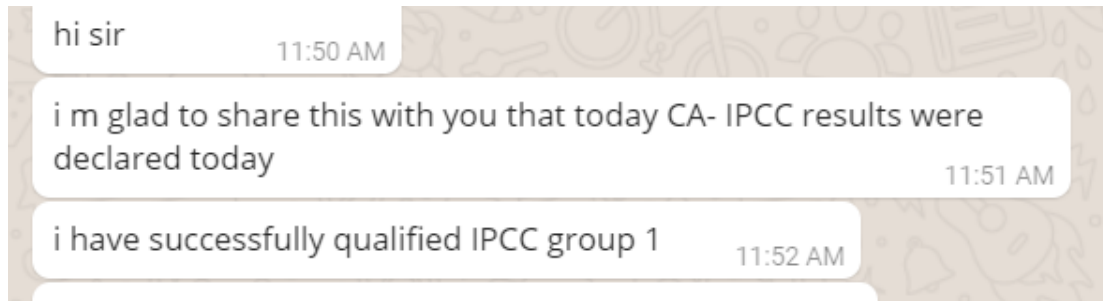 hi sir
11:50 AM
i m glad to share this with you that today CA- IPCC results were
declared today
11:51 AM
i have successfully qualified IPCC group 1
11:52 AM